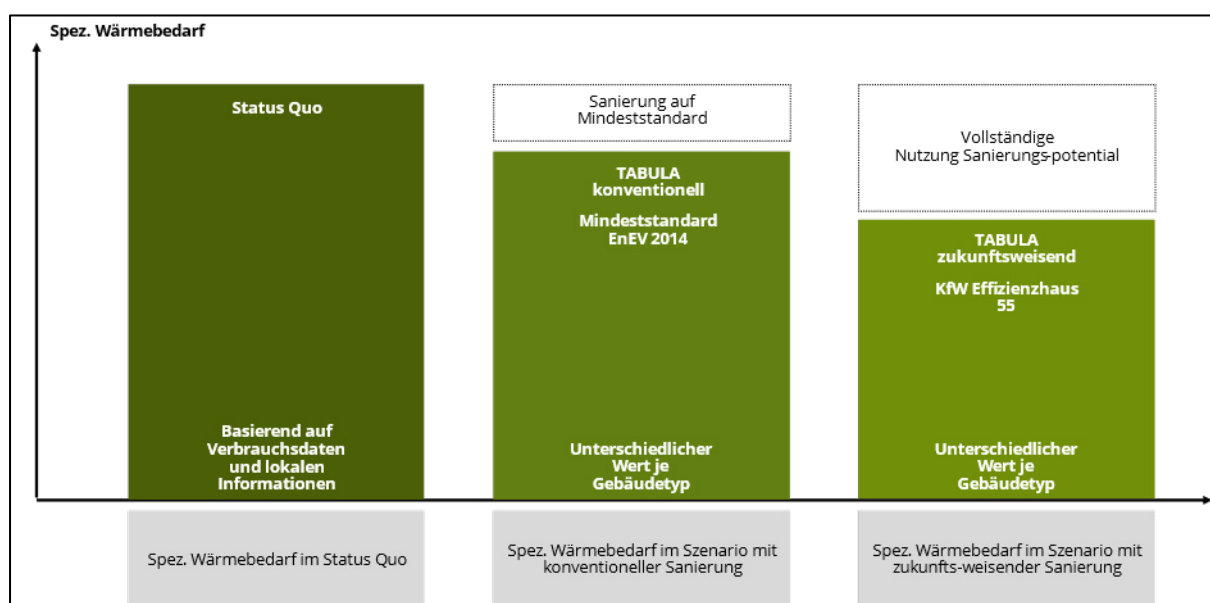 Spez. Wärmebedarf
Status Quo
Basierend auf
Verbrauchsdaten
und lokalen
Informationen
Sanierung auf
Mindeststandard
TABULA
konventionell
Mindeststandard
EnEV 2014
Unterschiedlicher
Wert je
Gebäudetyp
Vollständige
Nutzung Sanierungs-potential
TABULA
zukunftsweisend
KfW Effizienzhaus
55
Unterschiedlicher
Wert je
Gebäudetyp
Spez. Wärmebedarf im Status Quo
Spez. Wärmebedarf im Szenario mit
konventioneller Sanierung
Spez. Wärmebedarf im Szenario mit
zukunfts-weisender Sanierung